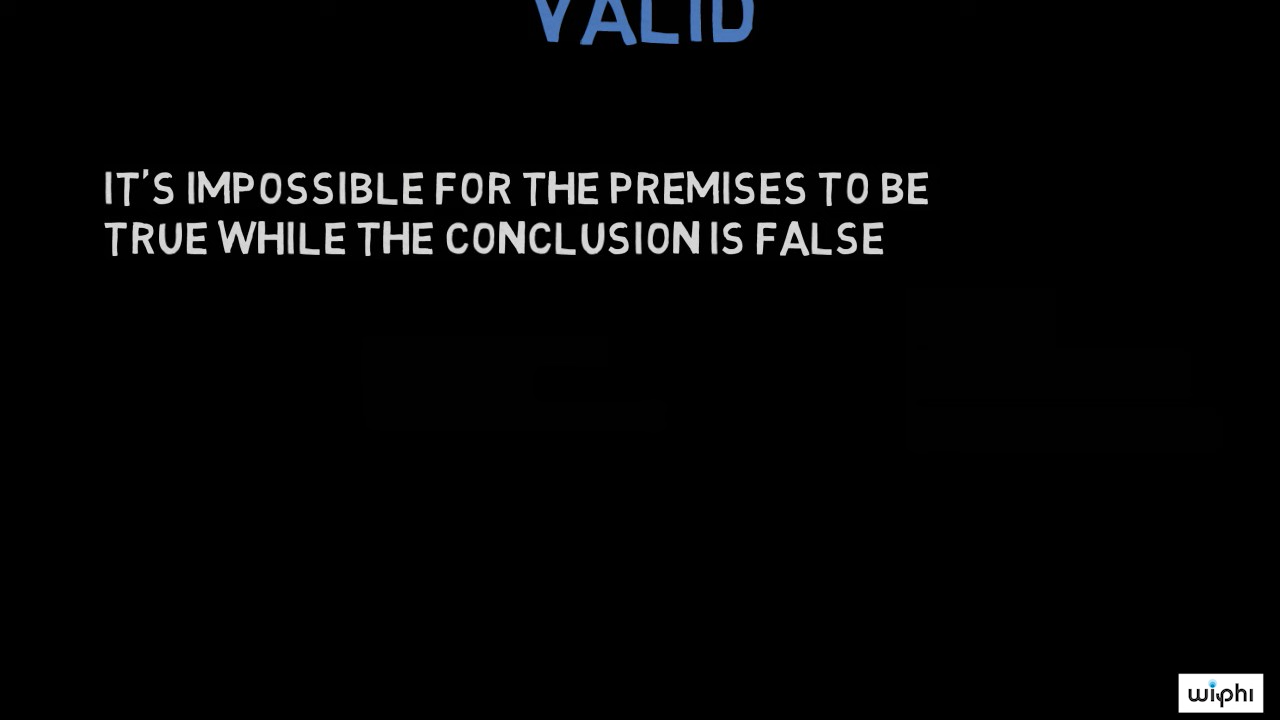 VALID
IT'S IMPOSSIBLE FOR THE PREMISES TO BE
TRUE WHILE THE CONCLUSION IS FALSE
wiphi